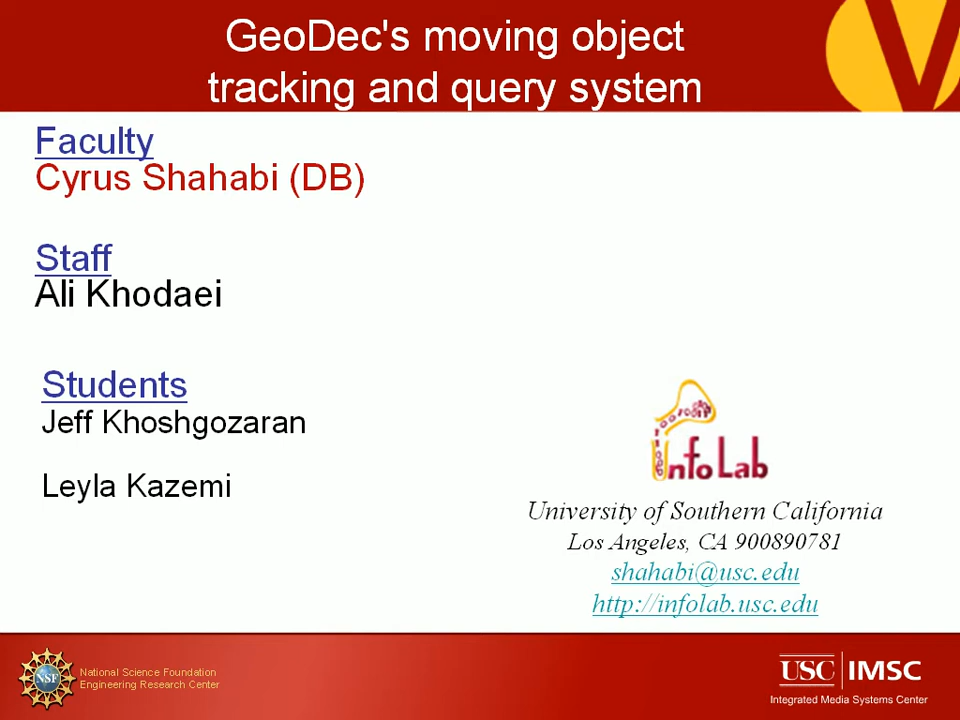 GeoDec's moving object
tracking and query system
Faculty
Cyrus Shahabi (DB)
Staff
Ali Khodaei
Students
Jeff Khoshgozaran
Leyla Kazemi
InfoLab
University of Southern California
Los Angeles, CA 900890781
shahabi@usc.edu
http://infolab.usc.edu
NSF
National Science Foundation
Engineering Research Center
USC IMSC
Integrated Media Systems Center